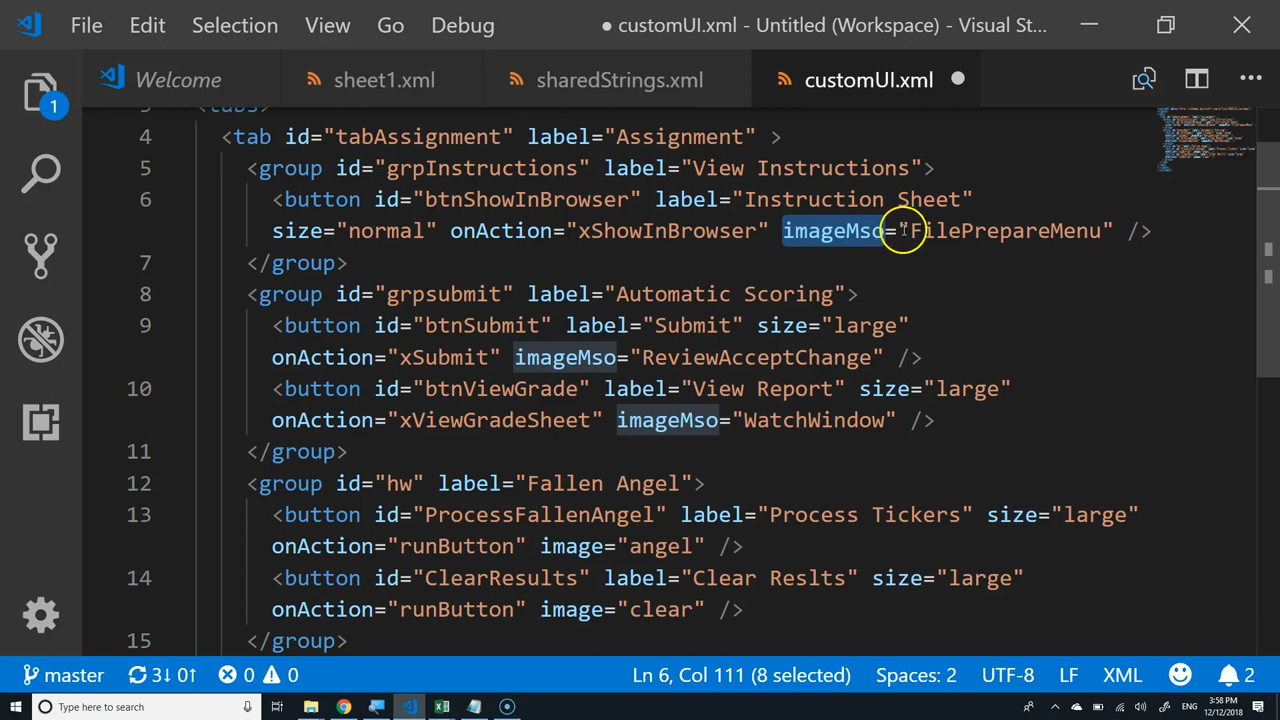 File Edit Selection View Go Debug ● customUI.xml - Untitled (Workspace) - Visual St...
Welcome sheet1.xml sharedStrings.xml customUI.xml
<tabs>
4 <tab id="tabAssignment" label="Assignment" >
5 <group id="grpInstructions" label="View Instructions">
6 <button id="btnShowInBrowser" label="Instruction Sheet"
size="normal" onAction="xShowInBrowser" imageMso="FilePrepareMenu" />
7 </group>
8 <group id="grpsubmit" label="Automatic Scoring">
9 <button id="btnSubmit" label="Submit" size="large"
onAction="xSubmit" imageMso="ReviewAcceptChange" />
10 <button id="btnViewGrade" label="View Report" size="large"
onAction="xViewGradeSheet" imageMso="WatchWindow" />
11 </group>
12 <group id="hw" label="Fallen Angel">
13 <button id="ProcessFallenAngel" label="Process Tickers" size="large"
onAction="runButton" image="angel" />
14 <button id="ClearResults" label="Clear Reslts" size="large"
onAction="runButton" image="clear" />
15 </group>
1
master 3↓ 0↑ 0 0 Ln 6, Col 111 (8 selected) Spaces: 2 UTF-8 LF XML 2
Type here to search ENG 3:58 PM
12/12/2018